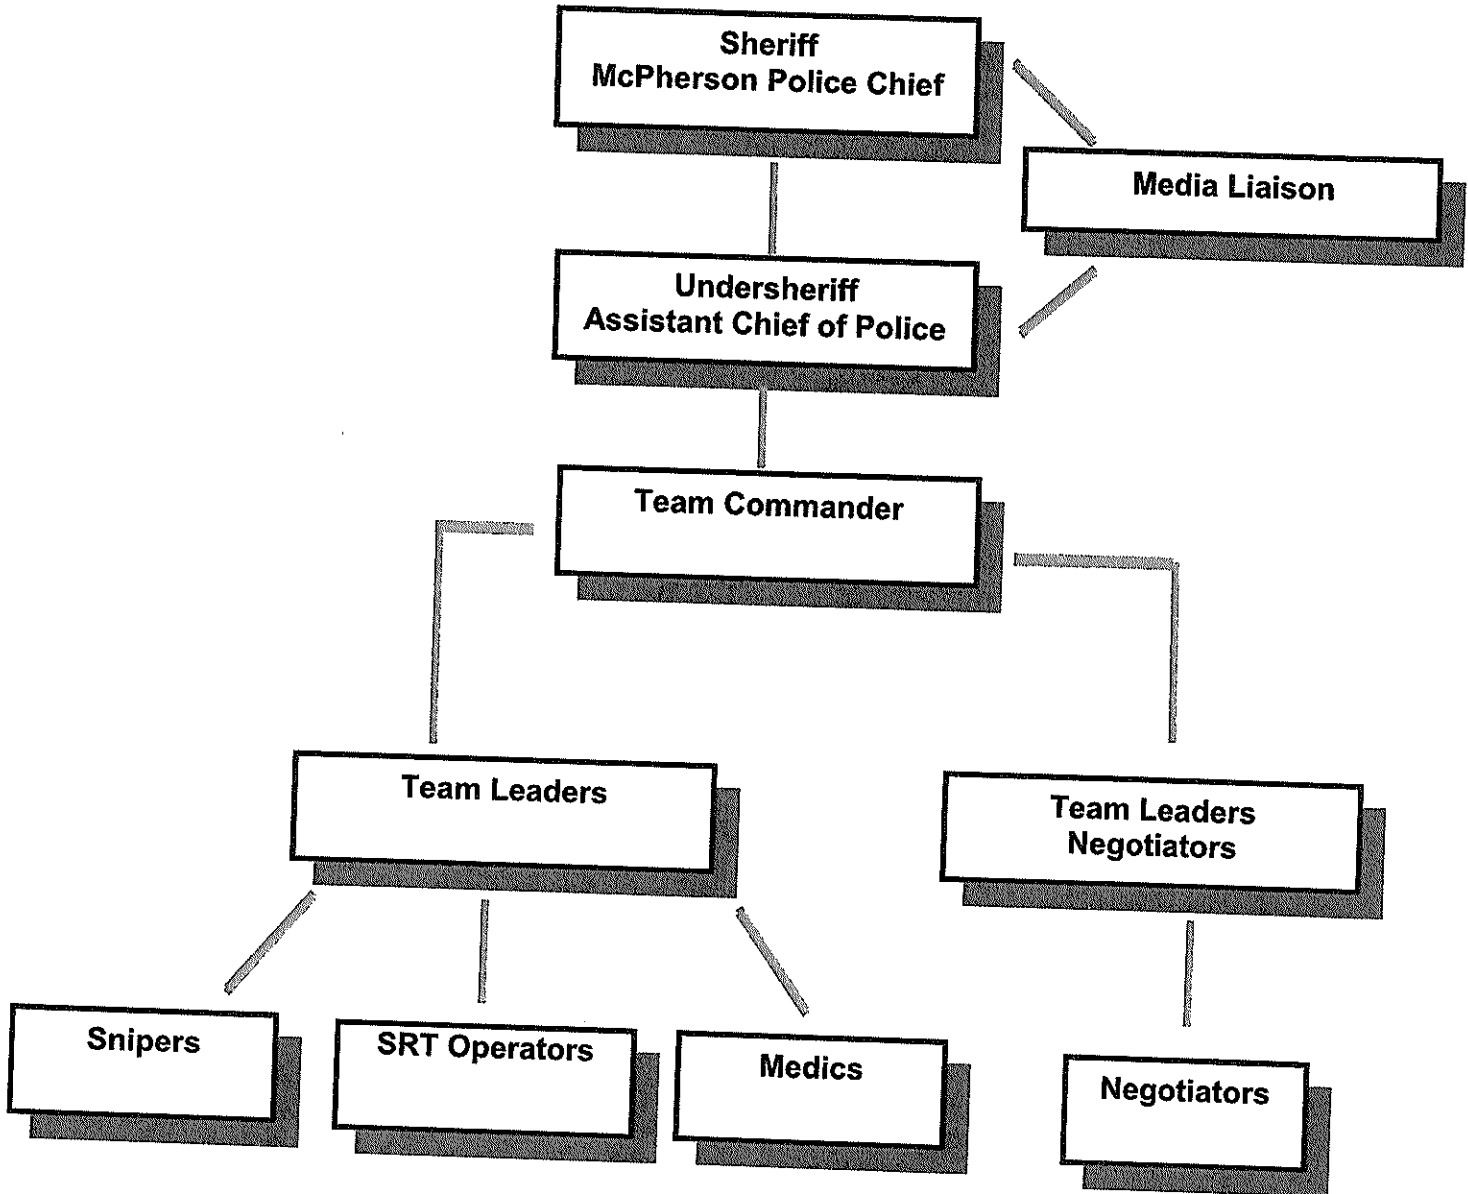 Sheriff
McPherson Police Chief
Media Liaison
Undersheriff
Assistant Chief of Police
Team Commander
Team Leaders
Team Leaders
Negotiators
Snipers
SRT Operators
Medics
Negotiators